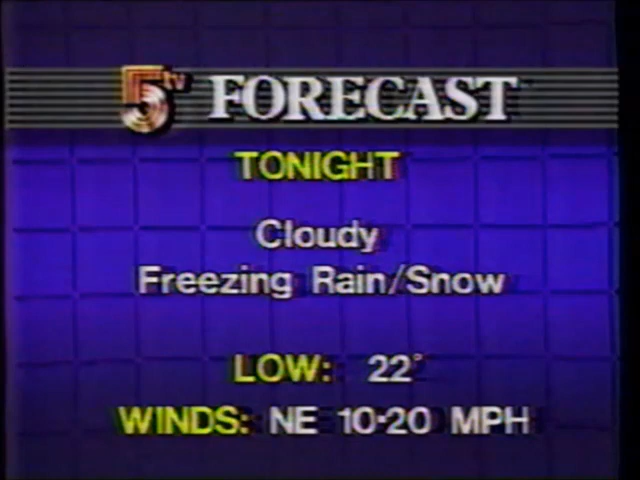 5tv FORECAST
TONIGHT
Cloudy
Freezing Rain/Snow
LOW: 22°
WINDS: NE 10-20 MPH